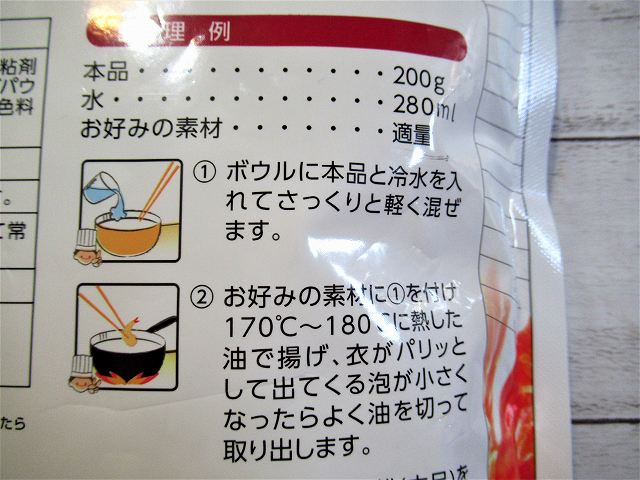 理 例
本品・・・・・・・・・・・・200g
水・・・・・・・・・・・・・280ml
お好みの素材・・・・・・・適量
① ボウルに本品と冷水を入
れてさっくりと軽く混ぜ
ます。
② お好みの素材に①を付け
170℃～180℃に熱した
油で揚げ、衣がパリッと
して出てくる泡が小さく
なったらよく油を切って
取り出します。
粘剤
パウ
色料
。
て常
たら